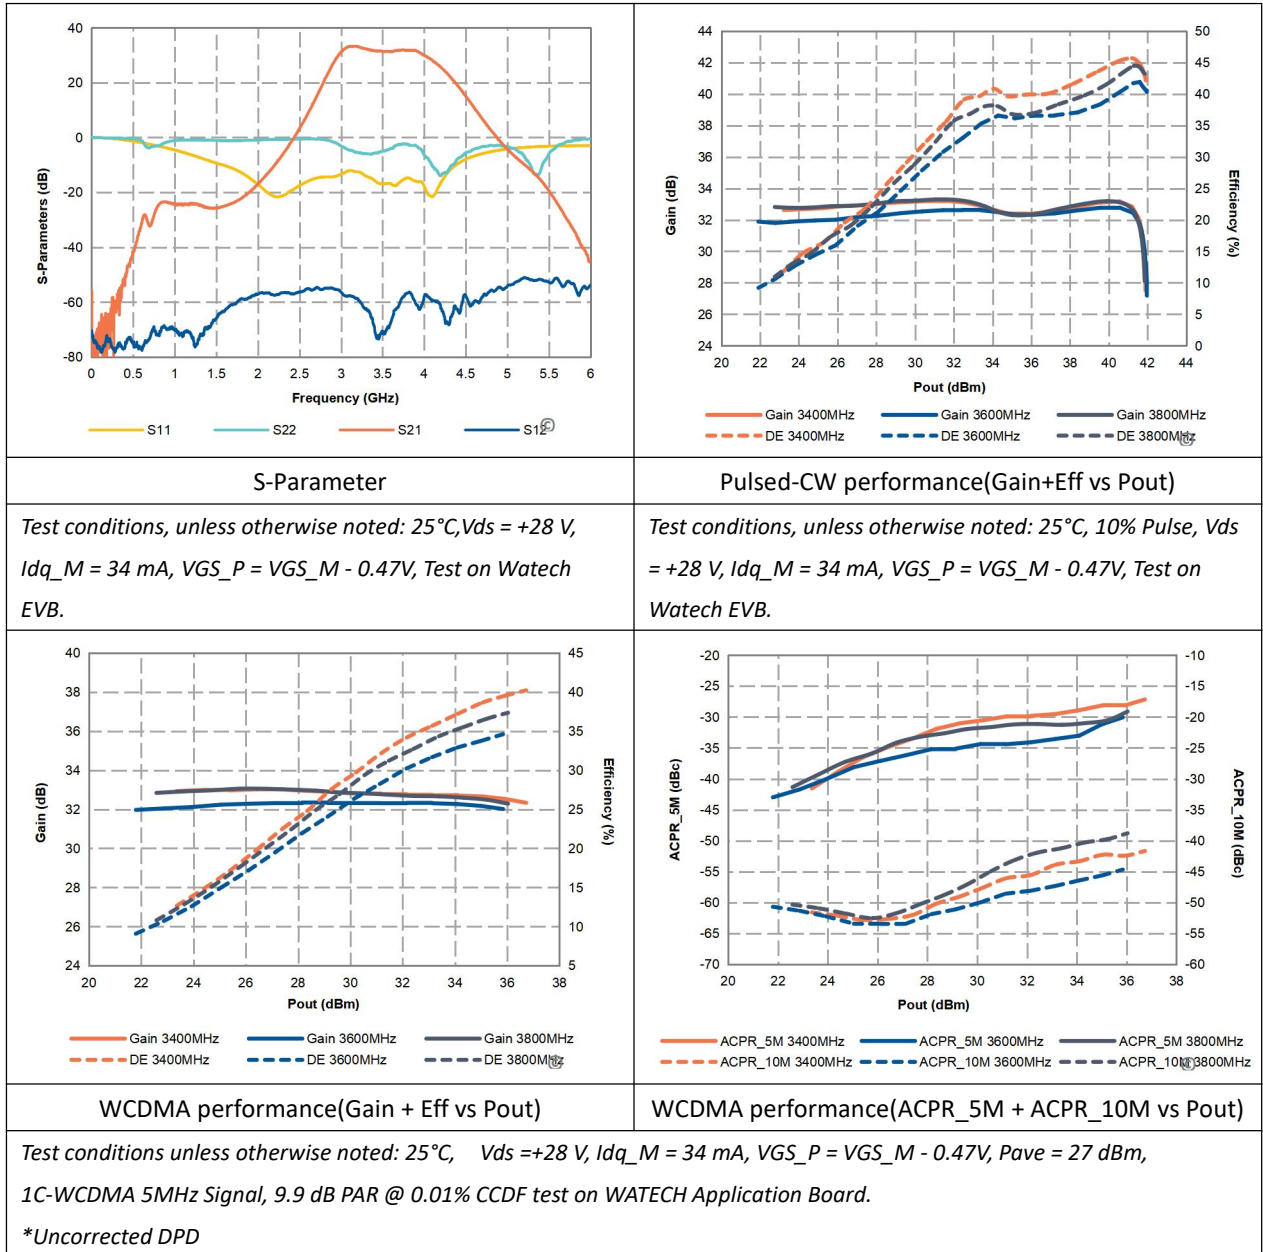 40
20
0
-20
-40
-60
-80
S-Parameters (dB)
0 0.5 1 1.5 2 2.5 3 3.5 4 4.5 5 5.5 6
Frequency (GHz)
S11 S22 S21 S12
©
44
42
40
38
36
34
32
30
28
26
24
Gain (dB)
50
45
40
35
30
25
20
15
10
5
0
Efficiency (%)
20 22 24 26 28 30 32 34 36 38 40 42 44
Pout (dBm)
Gain 3400MHz Gain 3600MHz Gain 3800MHz
DE 3400MHz DE 3600MHz DE 3800MHz
©
S-Parameter
Pulsed-CW performance(Gain+Eff vs Pout)
Test conditions, unless otherwise noted: 25°C,Vds = +28 V,
Idq_M = 34 mA, VGS_P = VGS_M - 0.47V, Test on Watech
EVB.
Test conditions, unless otherwise noted: 25°C, 10% Pulse, Vds
= +28 V, Idq_M = 34 mA, VGS_P = VGS_M - 0.47V, Test on
Watech EVB.
40
38
36
34
32
30
28
26
24
Gain (dB)
45
40
35
30
25
20
15
10
5
Efficiency (%)
20 22 24 26 28 30 32 34 36 38
Pout (dBm)
Gain 3400MHz Gain 3600MHz Gain 3800MHz
DE 3400MHz DE 3600MHz DE 3800MHz
©
-20
-25
-30
-35
-40
-45
-50
-55
-60
-65
-70
ACPR_5M (dBc)
-10
-15
-20
-25
-30
-35
-40
-45
-50
-55
-60
ACPR_10M (dBc)
20 22 24 26 28 30 32 34 36 38
Pout (dBm)
ACPR_5M 3400MHz ACPR_5M 3600MHz ACPR_5M 3800MHz
ACPR_10M 3400MHz ACPR_10M 3600MHz ACPR_10M 3800MHz
©
WCDMA performance(Gain + Eff vs Pout)
WCDMA performance(ACPR_5M + ACPR_10M vs Pout)
Test conditions unless otherwise noted: 25°C, Vds =+28 V, Idq_M = 34 mA, VGS_P = VGS_M - 0.47V, Pave = 27 dBm,
1C-WCDMA 5MHz Signal, 9.9 dB PAR @ 0.01% CCDF test on WATECH Application Board.
*Uncorrected DPD